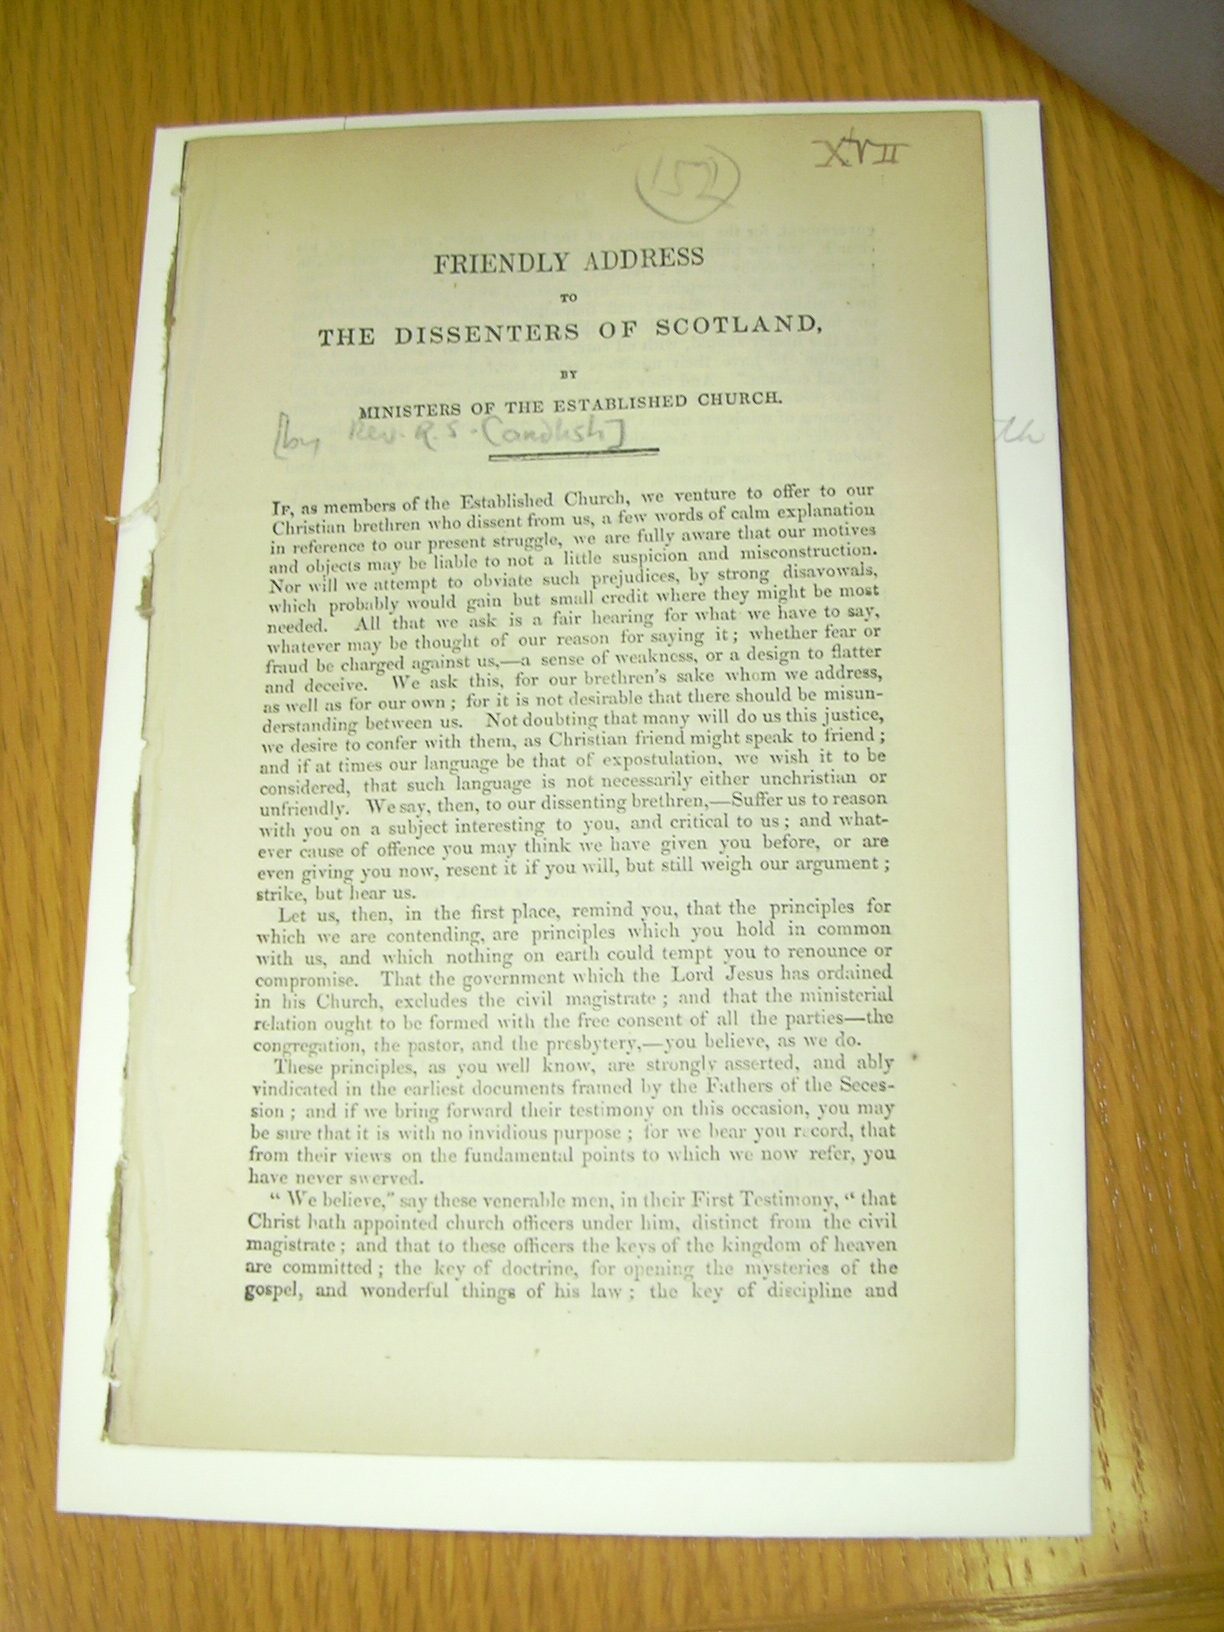 XVII
152
FRIENDLY ADDRESS
TO
THE DISSENTERS OF SCOTLAND,
BY
MINISTERS OF THE ESTABLISHED CHURCH.
[by Rev. R. S. Candlish]
IF, as members of the Established Church, we venture to offer to our
Christian brethren who dissent from us, a few words of calm explanation
in reference to our present struggle, we are fully aware that our motives
and objects may be liable to not a little suspicion and misconstruction.
Nor will we attempt to obviate such prejudices, by strong disavowals,
which probably would gain but small credit where they might be most
needed. All that we ask is a fair hearing for what we have to say,
whatever may be thought of our reason for saying it; whether fear or
fraud be charged against us,—a sense of weakness, or a design to flatter
and deceive. We ask this, for our brethren's sake whom we address,
as well as for our own; for it is not desirable that there should be misun-
derstanding between us. Not doubting that many will do us this justice,
we desire to confer with them, as Christian friend might speak to friend;
and if at times our language be that of expostulation, we wish it to be
considered, that such language is not necessarily either unchristian or
unfriendly. We say, then, to our dissenting brethren,—Suffer us to reason
with you on a subject interesting to you, and critical to us; and what-
ever cause of offence you may think we have given you before, or are
even giving you now, resent it if you will, but still weigh our argument;
strike, but hear us.
Let us, then, in the first place, remind you, that the principles for
which we are contending, are principles which you hold in common
with us, and which nothing on earth could tempt you to renounce or
compromise. That the government which the Lord Jesus has ordained
in his Church, excludes the civil magistrate; and that the ministerial
relation ought to be formed with the free consent of all the parties—the
congregation, the pastor, and the presbytery,—you believe, as we do.
These principles, as you well know, are strongly asserted, and ably
vindicated in the earliest documents framed by the Fathers of the Seces-
sion; and if we bring forward their testimony on this occasion, you may
be sure that it is with no invidious purpose; for we bear you record, that
from their views on the fundamental points to which we now refer, you
have never swerved.
" We believe," say these venerable men, in their First Testimony, " that
Christ hath appointed church officers under him, distinct from the civil
magistrate; and that to these officers the keys of the kingdom of heaven
are committed; the key of doctrine, for opening the mysteries of the
gospel, and wonderful things of his law; the key of discipline and